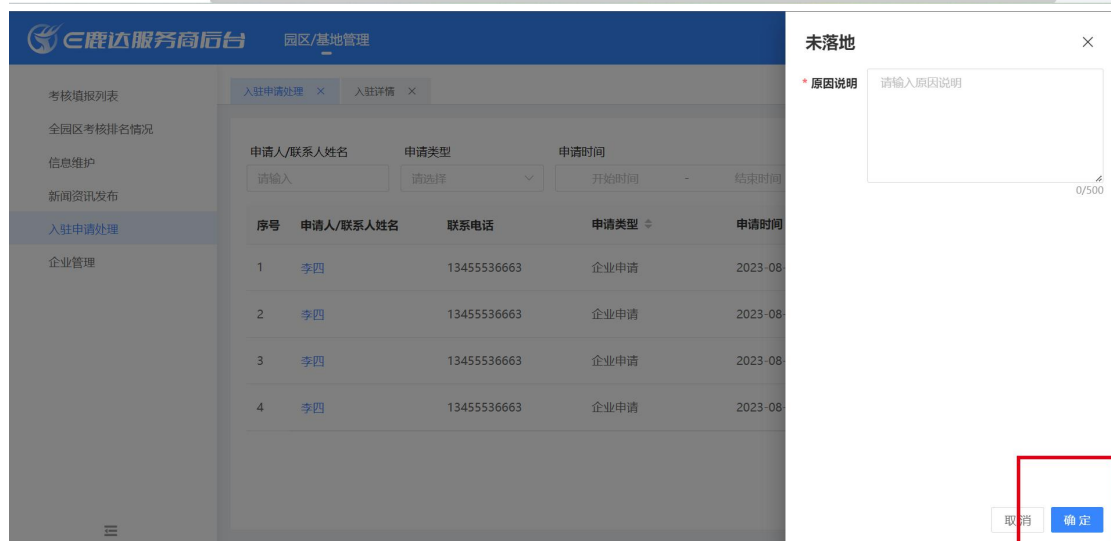 E鹿达服务商后台
园区/基地管理
考核填报列表
全园区考核排名情况
信息维护
新闻资讯发布
入驻申请处理
企业管理
入驻申请处理 × 入驻详情 ×
申请人/联系人姓名 申请类型 申请时间
请输入 请选择 开始时间 - 结束时间
序号 申请人/联系人姓名 联系电话 申请类型 申请时间
1 李四 13455536663 企业申请 2023-08-
2 李四 13455536663 企业申请 2023-08-
3 李四 13455536663 企业申请 2023-08-
4 李四 13455536663 企业申请 2023-08-
未落地 ×
* 原因说明 请输入原因说明
0/500
取消 确定